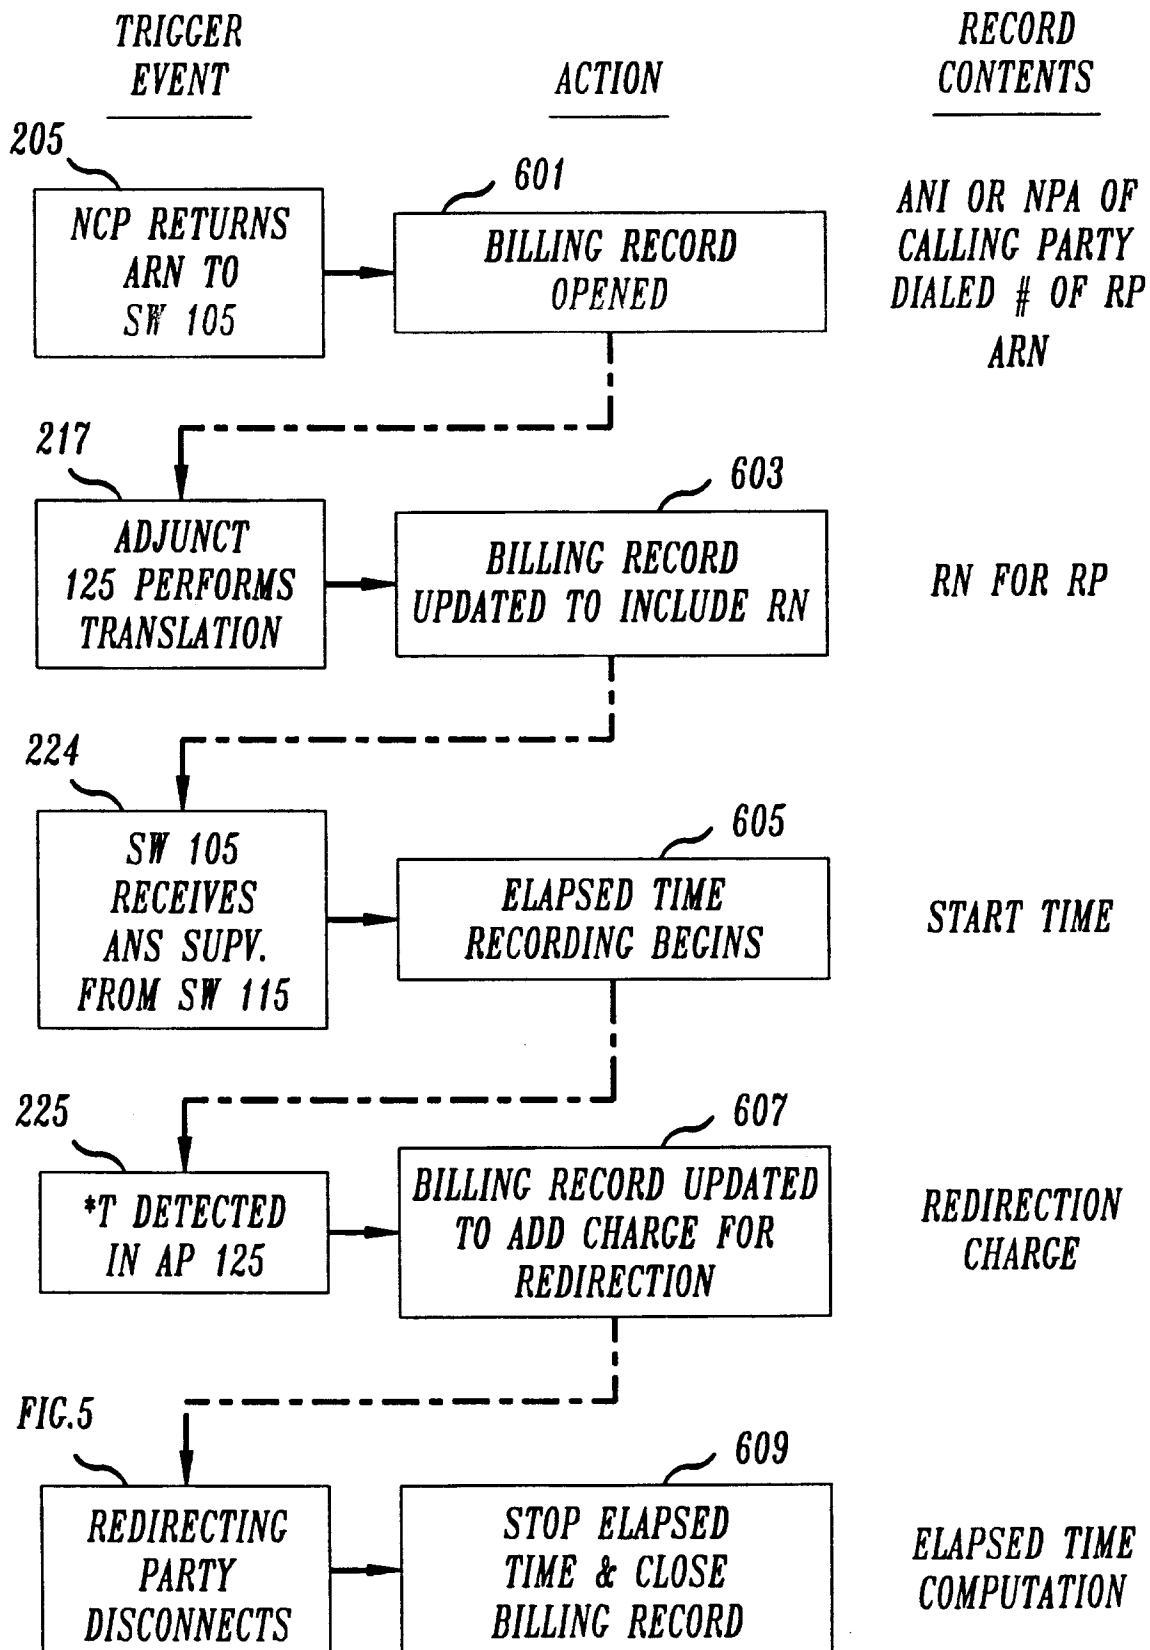 TRIGGER
EVENT
ACTION
RECORD
CONTENTS
205
NCP RETURNS
ARN TO
SW 105
601
BILLING RECORD
OPENED
ANI OR NPA OF
CALLING PARTY
DIALED # OF RP
ARN
217
ADJUNCT
125 PERFORMS
TRANSLATION
603
BILLING RECORD
UPDATED TO INCLUDE RN
RN FOR RP
224
SW 105
RECEIVES
ANS SUPV.
FROM SW 115
605
ELAPSED TIME
RECORDING BEGINS
START TIME
225
*T DETECTED
IN AP 125
607
BILLING RECORD UPDATED
TO ADD CHARGE FOR
REDIRECTION
REDIRECTION
CHARGE
FIG.5
REDIRECTING
PARTY
DISCONNECTS
609
STOP ELAPSED
TIME & CLOSE
BILLING RECORD
ELAPSED TIME
COMPUTATION